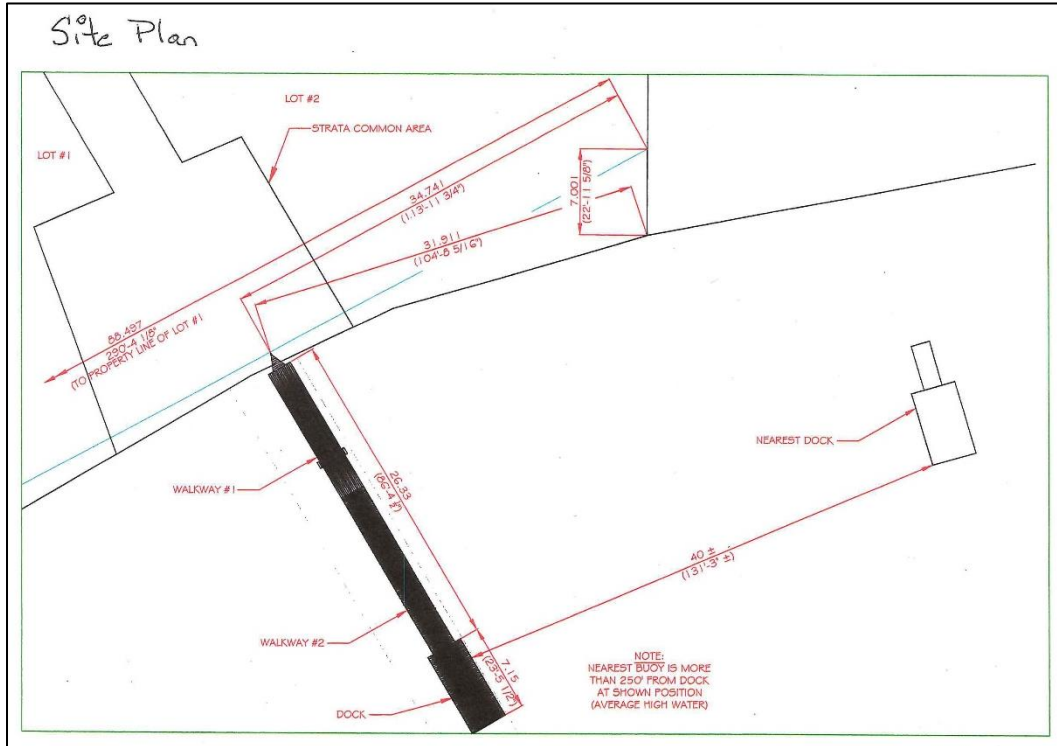 Site Plan
LOT #2
STRATA COMMON AREA
LOT #1
34.741
(113'-11 3/4")
7.001
(22'-11 5/8")
31.911
(104'-8 5/16")
88.497
290'-4 1/8"
(TO PROPERTY LINE OF LOT #1)
NEAREST DOCK
26.33
(86'-4 ½")
WALKWAY #1
40 ±
(131'-3" ±)
WALKWAY #2
7.15
(23'-5 1/2")
DOCK
NOTE:
NEAREST BUOY IS MORE
THAN 250' FROM DOCK
AT SHOWN POSITION
(AVERAGE HIGH WATER)